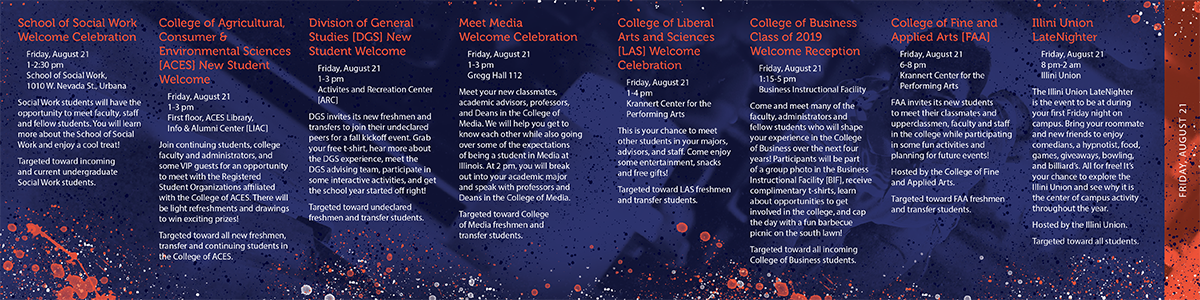 School of Social Work
Welcome Celebration
Friday, August 21
1-2:30 pm
School of Social Work,
1010 W. Nevada St., Urbana
Social Work students will have the
opportunity to meet faculty, staff
and fellow students. You will learn
more about the School of Social
Work and enjoy a cool treat!
Targeted toward incoming
and current undergraduate
Social Work students.
College of Agricultural,
Consumer &
Environmental Sciences
[ACES] New Student
Welcome
Friday, August 21
1-3 pm
First floor, ACES Library,
Info & Alumni Center [LIAC]
Join continuing students, college
faculty and administrators, and
some VIP guests for an opportunity
to meet with the Registered
Student Organizations affiliated
with the College of ACES. There will
be light refreshments and drawings
to win exciting prizes!
Targeted toward all new freshmen,
transfer and continuing students in
the College of ACES.
Division of General
Studies [DGS] New
Student Welcome
Friday, August 21
1-3 pm
Activites and Recreation Center
[ARC]
DGS invites its new freshmen and
transfers to join their undeclared
peers for a fall kickoff event. Grab
your free t-shirt, hear more about
the DGS experience, meet the
DGS advising team, participate in
some interactive activities, and get
the school year started off right!
Targeted toward undeclared
freshmen and transfer students.
Meet Media
Welcome Celebration
Friday, August 21
1-3 pm
Gregg Hall 112
Meet your new classmates,
academic advisors, professors,
and Deans in the College of
Media. We will help you get to
know each other while also going
over some of the expectations
of being a student in Media at
Illinois. At 2 pm, you will break
out into your academic major
and speak with professors and
Deans in the College of Media.
Targeted toward College
of Media freshmen and
transfer students.
College of Liberal
Arts and Sciences
[LAS] Welcome
Celebration
Friday, August 21
1-4 pm
Krannert Center for the
Performing Arts
This is your chance to meet
other students in your majors,
advisors, and staff. Come enjoy
some entertainment, snacks
and free gifts!
Targeted toward LAS freshmen
and transfer students.
College of Business
Class of 2019
Welcome Reception
Friday, August 21
1:15-5 pm
Business Instructional Facility
Come and meet many of the
faculty, administrators and
fellow students who will shape
your experience in the College
of Business over the next four
years! Participants will be part
of a group photo in the Business
Instructional Facility [BIF], receive
complimentary t-shirts, learn
about opportunities to get
involved in the college, and cap
the day with a fun barbecue
picnic on the south lawn!
Targeted toward all incoming
College of Business students.
College of Fine and
Applied Arts [FAA]
Friday, August 21
6-8 pm
Krannert Center for the
Performing Arts
FAA invites its new students
to meet their classmates and
upperclassmen, faculty and staff
in the college while participating
in some fun activities and
planning for future events!
Hosted by the College of Fine
and Applied Arts.
Targeted toward FAA freshmen
and transfer students.
Illini Union
LateNighter
Friday, August 21
8 pm-2 am
Illini Union
The Illini Union LateNighter
is the event to be at during
your first Friday night on
campus. Bring your roommate
and new friends to enjoy
comedians, a hypnotist, food,
games, giveaways, bowling,
and billiard's. All for free! It's
your chance to explore the
Illini Union and see why it is
the center of campus activity
throughout the year.
Hosted by the Illini Union.
Targeted toward all students.
FRIDAY, AUGUST 21